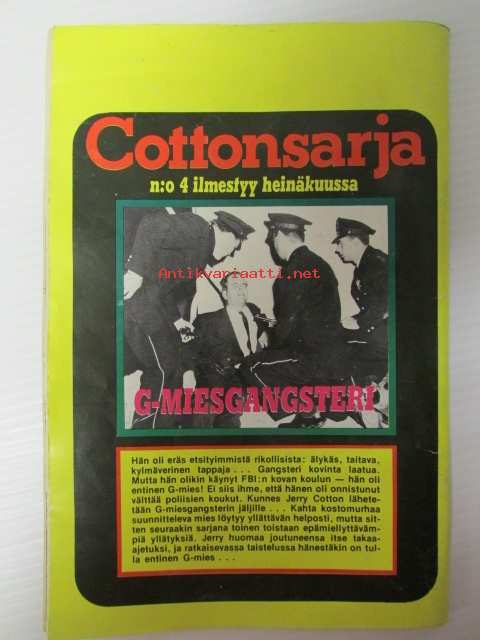 Cottonsarja
n:o 4 ilmestyy heinäkuussa
Antikvariaatti.net
G-MIESGANGSTERI
Hän oli eräs etsityimmistä rikollisista: älykäs, taitava,
kylmäverinen tappaja . . . Gangsteri kovinta laatua.
Mutta hän olikin käynyt FBI:n kovan koulun — hän oli
entinen G-mies! Ei siis ihme, että hänen oli onnistunut
välttää poliisien koukut. Kunnes Jerry Cotton lähete-
tään G-miesgangsterin jäljille . . . Kahta kostomurhaa
suunnitteleva mies löytyy yllättävän helposti, mutta sit-
ten seuraakin sarjana toinen toistaan epämiellyttäväm-
piä yllätyksiä. Jerry huomaa joutuneensa itse takaa-
ajetuksi, ja ratkaisevassa taistelussa hänestäkin on tul-
la entinen G-mies . . .